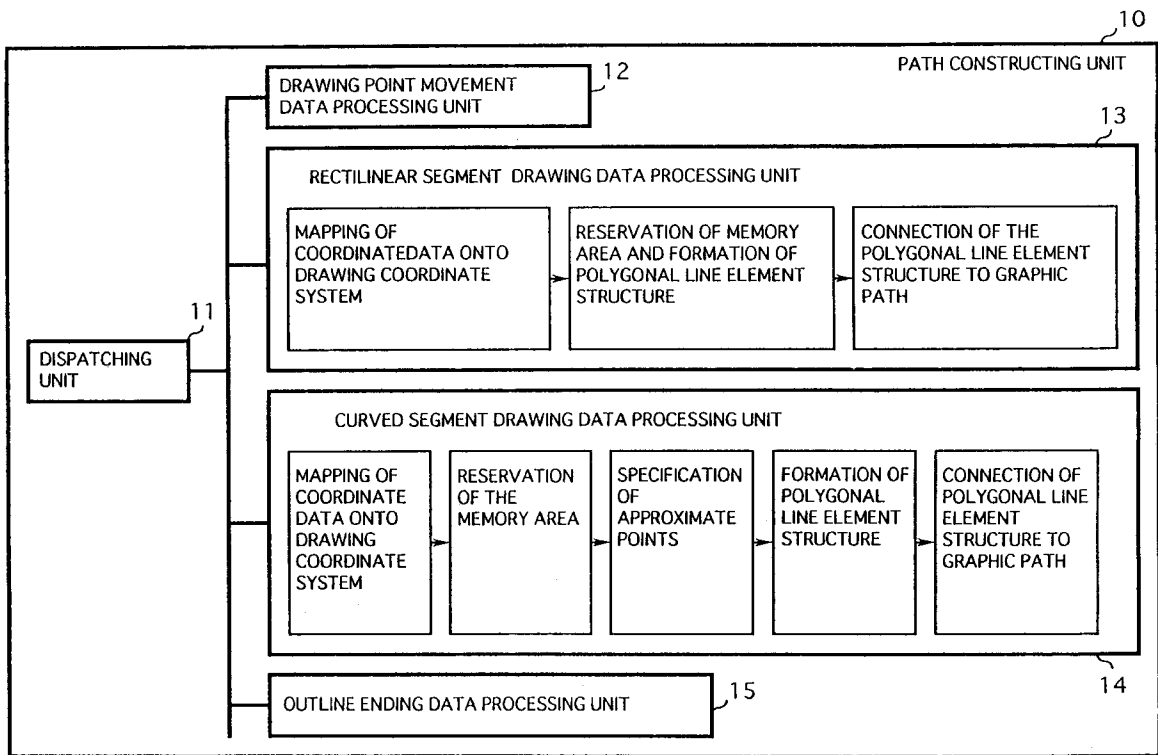 10
PATH CONSTRUCTING UNIT
DRAWING POINT MOVEMENT
DATA PROCESSING UNIT
12
13
RECTILINEAR SEGMENT DRAWING DATA PROCESSING UNIT
MAPPING OF
COORDINATEDATA ONTO
DRAWING COORDINATE
SYSTEM
RESERVATION OF MEMORY
AREA AND FORMATION OF
POLYGONAL LINE ELEMENT
STRUCTURE
CONNECTION OF THE
POLYGONAL LINE ELEMENT
STRUCTURE TO GRAPHIC
PATH
11
DISPATCHING
UNIT
CURVED SEGMENT DRAWING DATA PROCESSING UNIT
MAPPING OF
COORDINATE
DATA ONTO
DRAWING
COORDINATE
SYSTEM
RESERVATION
OF THE
MEMORY AREA
SPECIFICATION
OF
APPROXIMATE
POINTS
FORMATION OF
POLYGONAL
LINE ELEMENT
STRUCTURE
CONNECTION OF
POLYGONAL LINE
ELEMENT
STRUCTURE TO
GRAPHIC PATH
14
OUTLINE ENDING DATA PROCESSING UNIT
15